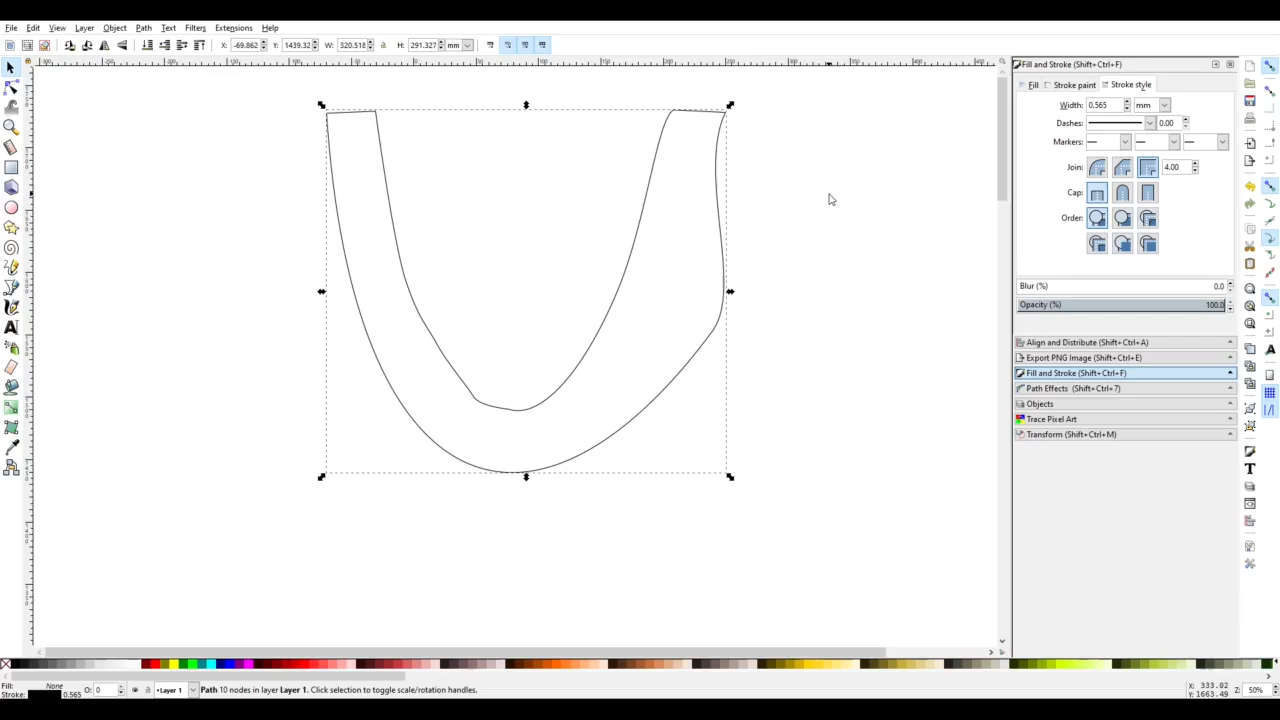 File Edit View Layer Object Path Text Filters Extensions Help
X: -69.862 Y: 1439.32 W: 320.518 H: 291.327 mm
Fill and Stroke (Shift+Ctrl+F)
Fill Stroke paint Stroke style
Width: 0.565 mm
Dashes: 0.00
Markers:
Join: 4.00
Cap:
Order:
Blur (%) 0.0
Opacity (%) 100.0
Align and Distribute (Shift+Ctrl+A)
Export PNG Image (Shift+Ctrl+E)
Fill and Stroke (Shift+Ctrl+F)
Path Effects (Shift+Ctrl+7)
Objects
Trace Pixel Art
Transform (Shift+Ctrl+M)
Fill: None
Stroke: 0.565
O: 0
Layer 1
Path 10 nodes in layer Layer 1. Click selection to toggle scale/rotation handles.
X: 333.02
Y: 1663.49
Z: 50%